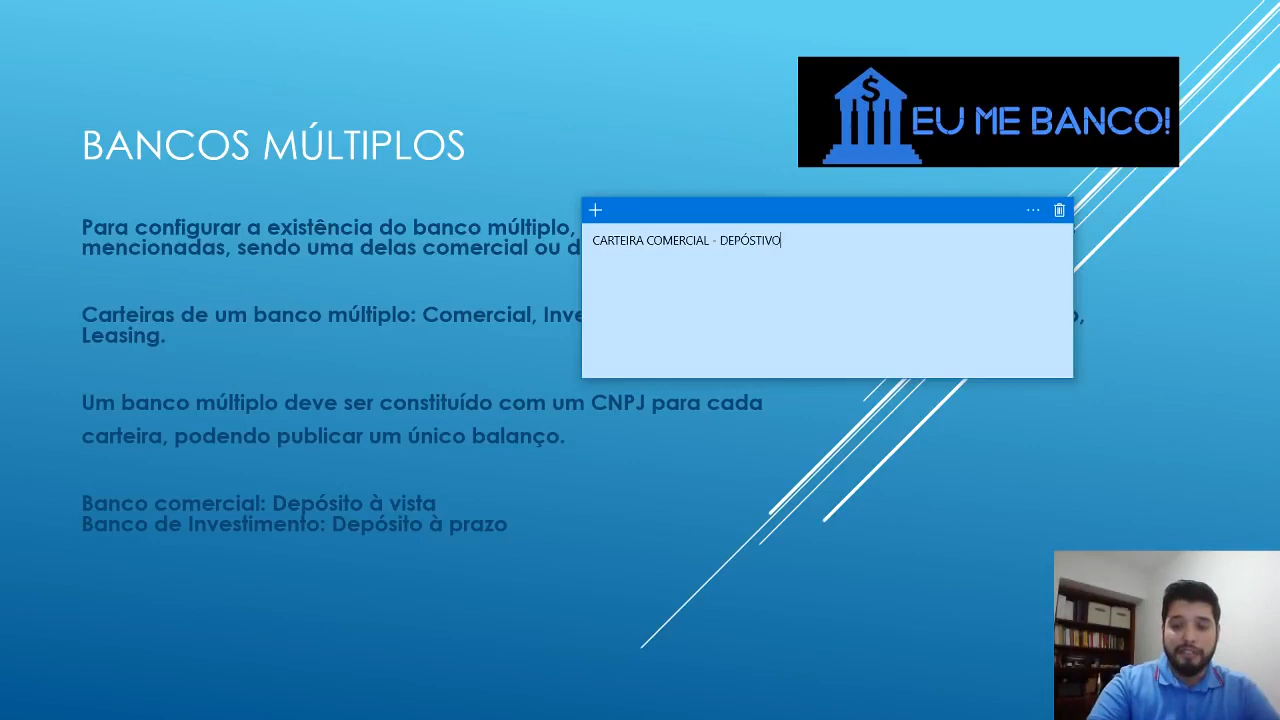 $ EU ME BANCO!
BANCOS MÚLTIPLOS
Para configurar a existência do banco múltiplo,
mencionadas, sendo uma delas comercial ou d
CARTEIRA COMERCIAL - DEPÓSTIVO
Carteiras de um banco múltiplo: Comercial, Inve o,
Leasing.
Um banco múltiplo deve ser constituído com um CNPJ para cada
carteira, podendo publicar um único balanço.
Banco comercial: Depósito à vista
Banco de Investimento: Depósito à prazo